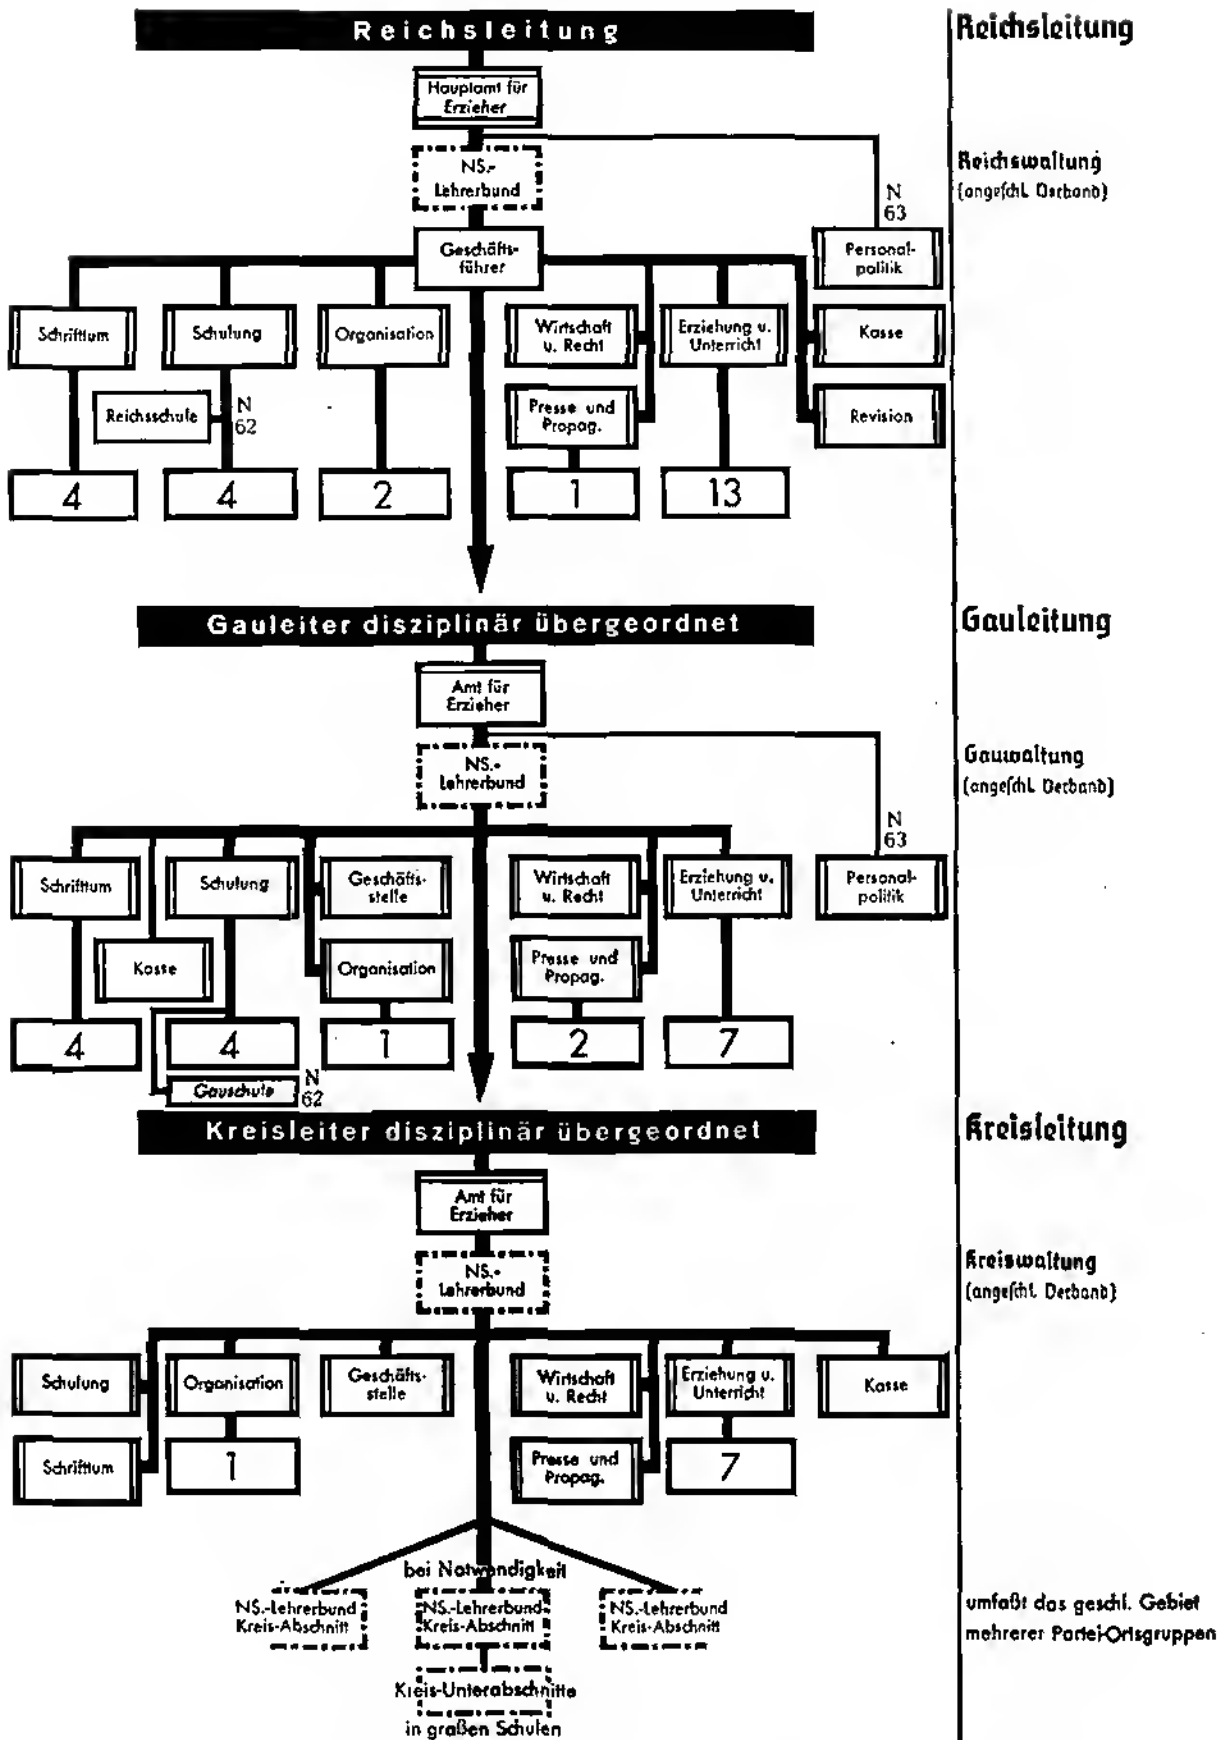 Reichsleitung
Reichsleitung
Hauptamt für
Erzieher
Reichswaltung
(angeschl. Verband)
NS.-
Lehrerbund
N
63
Geschäfts-
führer
Personal-
politik
Schrifttum
Schulung
Organisation
Wirtschaft
u. Recht
Erziehung u.
Unterricht
Kasse
Reichsschule
N
62
Presse und
Propag.
Revision
4
4
2
1
13
Gauleiter disziplinär übergeordnet
Gauleitung
Amt für
Erzieher
Gauwaltung
(angeschl. Verband)
NS.-
Lehrerbund
N
63
Schrifttum
Schulung
Geschäfts-
stelle
Wirtschaft
u. Recht
Erziehung u.
Unterricht
Personal-
politik
Kasse
Organisation
Presse und
Propag.
4
4
1
2
7
Gauschule
N
62
Kreisleiter disziplinär übergeordnet
Kreisleitung
Amt für
Erzieher
Kreiswaltung
(angeschl. Verband)
NS.-
Lehrerbund
Schulung
Organisation
Geschäfts-
stelle
Wirtschaft
u. Recht
Erziehung u.
Unterricht
Kasse
Schrifttum
1
Presse und
Propag.
7
bei Notwendigkeit
NS.-Lehrerbund
Kreis-Abschnitt
NS.-Lehrerbund
Kreis-Abschnitt
NS.-Lehrerbund
Kreis-Abschnitt
umfaßt das geschl. Gebiet
mehrerer Partei-Ortsgruppen
Kreis-Unterabschnitte
in großen Schulen